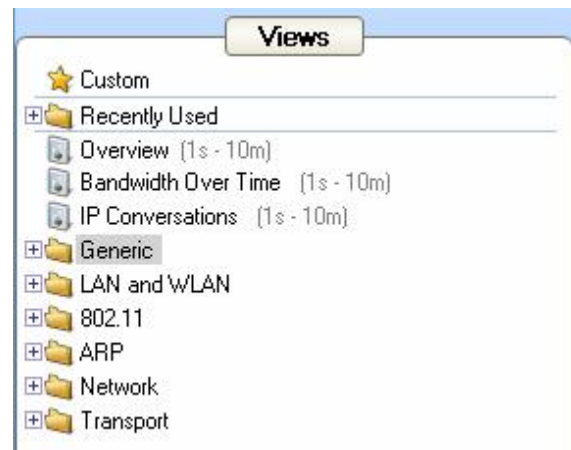 Views
Custom
Recently Used
Overview (1s - 10m)
Bandwidth Over Time (1s - 10m)
IP Conversations (1s - 10m)
Generic
LAN and WLAN
802.11
ARP
Network
Transport